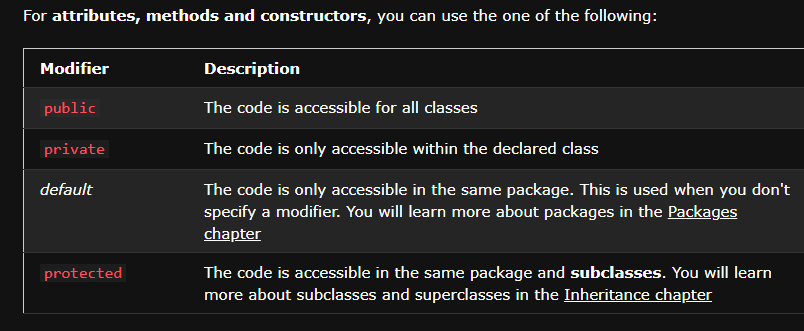 For attributes, methods and constructors, you can use the one of the following:
Modifier Description
public The code is accessible for all classes
private The code is only accessible within the declared class
default The code is only accessible in the same package. This is used when you don't
specify a modifier. You will learn more about packages in the Packages
chapter
protected The code is accessible in the same package and subclasses. You will learn
more about subclasses and superclasses in the Inheritance chapter